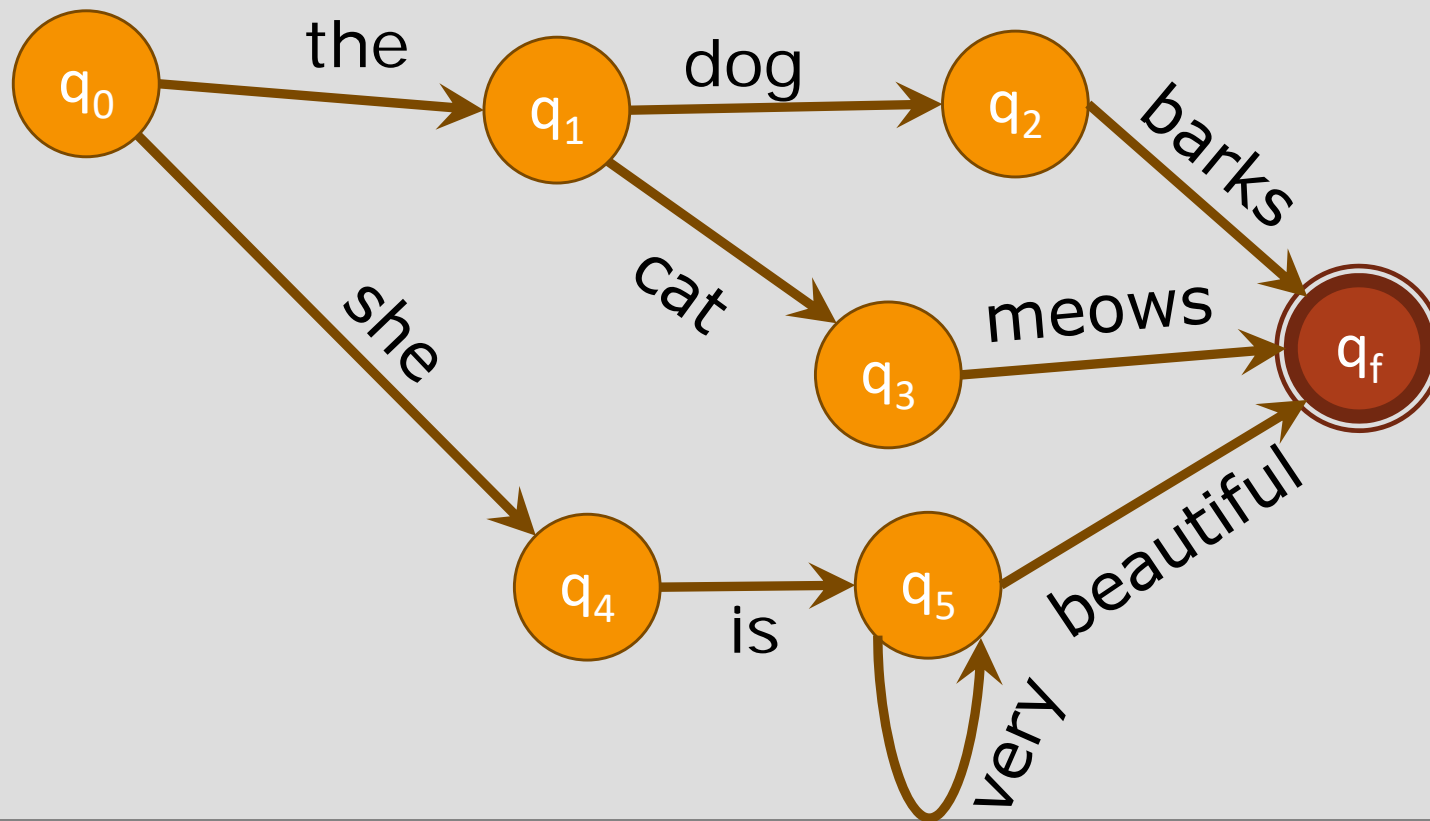 the
dog
barks
q0
q1
q2
cat
she
meows
qf
q3
q4
is
q5
beautiful
very